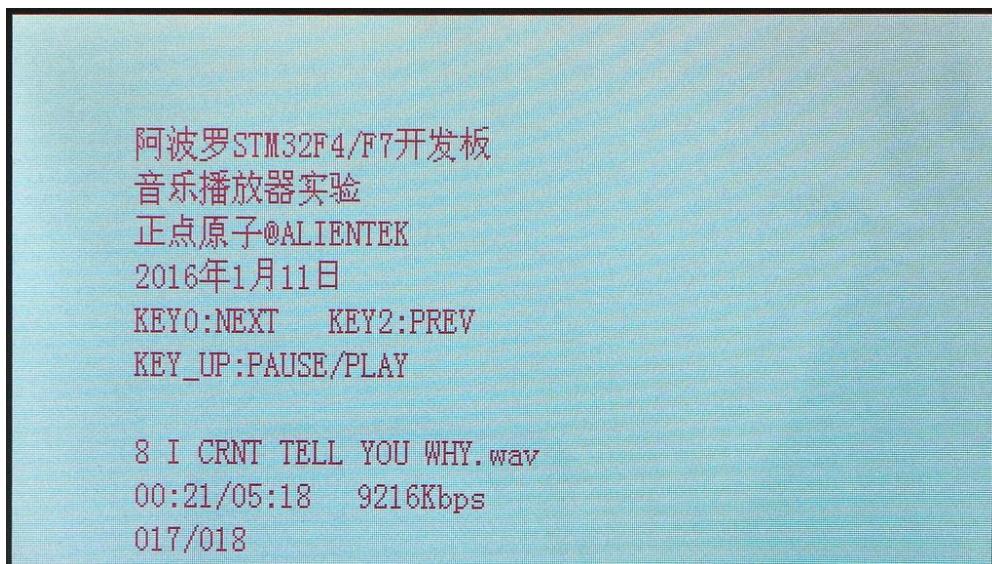 阿波罗STM32F4/F7开发板
音乐播放器实验
正点原子@ALIENTEK
2016年1月11日
KEY0:NEXT   KEY2:PREV
KEY_UP:PAUSE/PLAY
8 I CRNT TELL YOU WHY.wav
00:21/05:18   9216Kbps
017/018